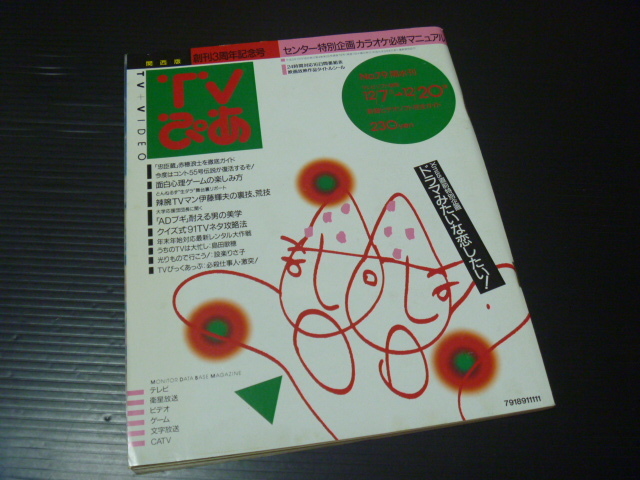 関西版
創刊3周年記念号
センター特別企画 カラオケ必勝マニュアル
TV+VIDEO
TVぴあ
12/7 12/20
230
「忠臣蔵」赤穂浪士を徹底ガイド
今度はコント55号伝説が復活するぞ!
面白心理ゲームの楽しみ方
辣腕TVマン伊藤輝夫の裏技、荒技
「ADブギ」耐える男の美学
クイズ式'91TVネタ攻略法
年末年始対応最新レンタル大作戦
うちのTVは大忙し:島田歌穂
光りもので行こう!:設楽りさ子
TVぴっくあっぷ:必殺仕事人・激突!
ドラマみたいな恋したい!
MONITOS DATA BASE MAGAZINE
テレビ
衛星放送
ビデオ
ゲーム
文字放送
CATV
7918911111